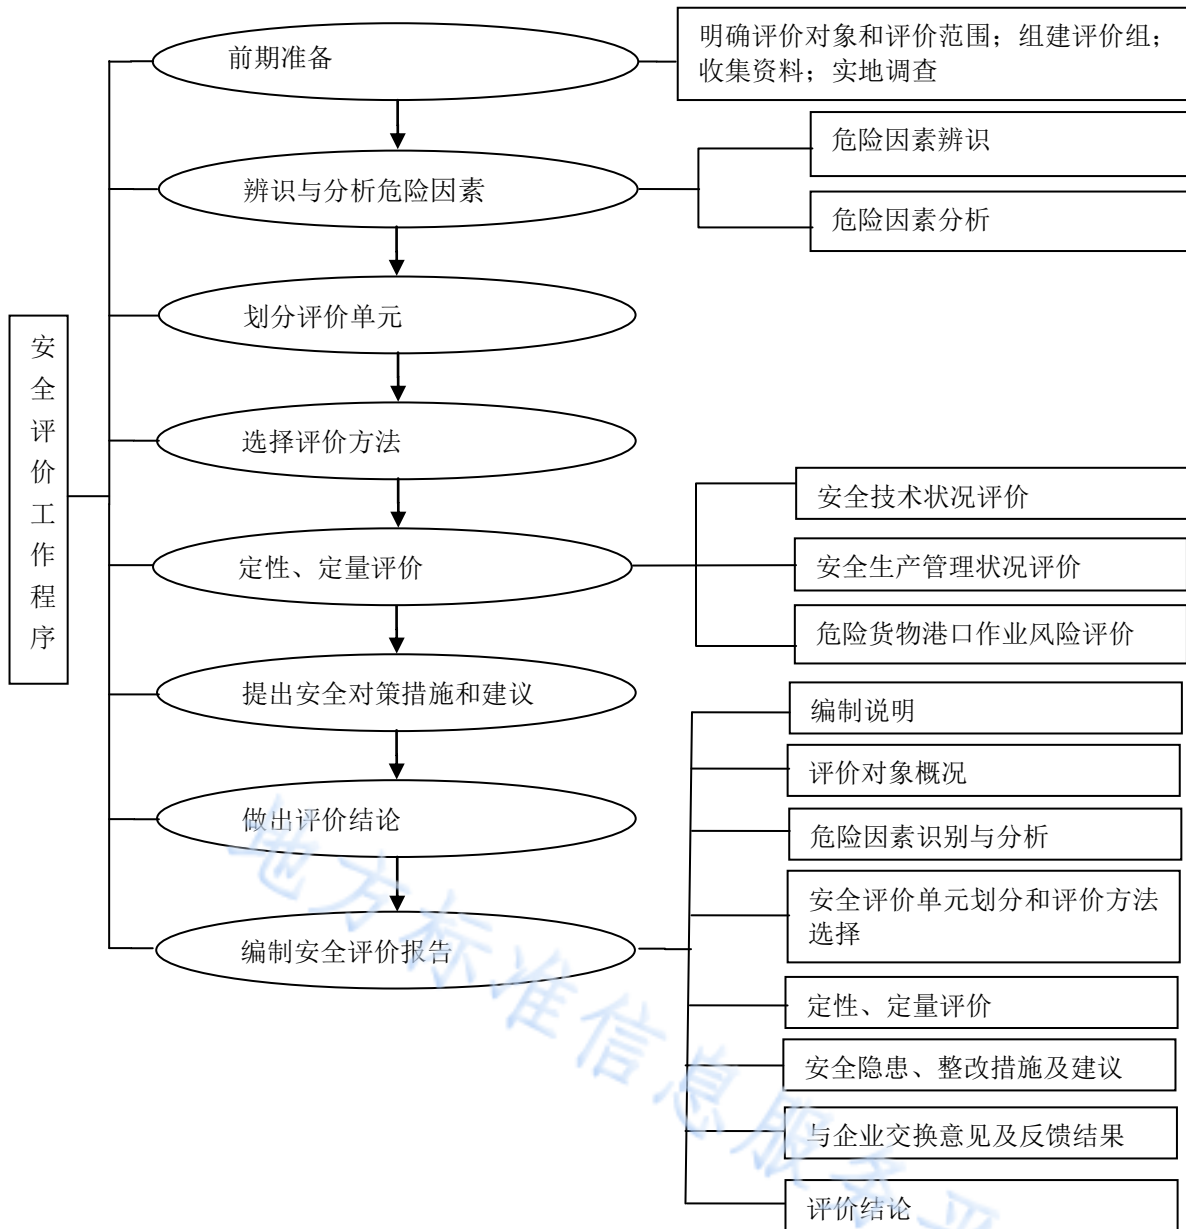 前期准备
明确评价对象和评价范围；组建评价组；
收集资料；实地调查
危险因素辨识
辨识与分析危险因素
危险因素分析
划分评价单元
安全评价工作程序
选择评价方法
安全技术状况评价
定性、定量评价
安全生产管理状况评价
危险货物港口作业风险评价
提出安全对策措施和建议
编制说明
评价对象概况
做出评价结论
危险因素识别与分析
安全评价单元划分和评价方法
选择
编制安全评价报告
定性、定量评价
安全隐患、整改措施及建议
与企业交换意见及反馈结果
评价结论
地方标准信息服务平